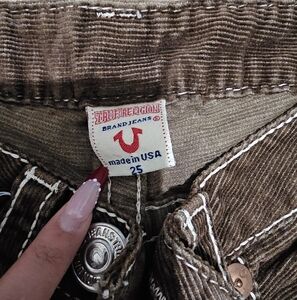 TRUE RELIGION
BRAND JEANS®
made in USA
25